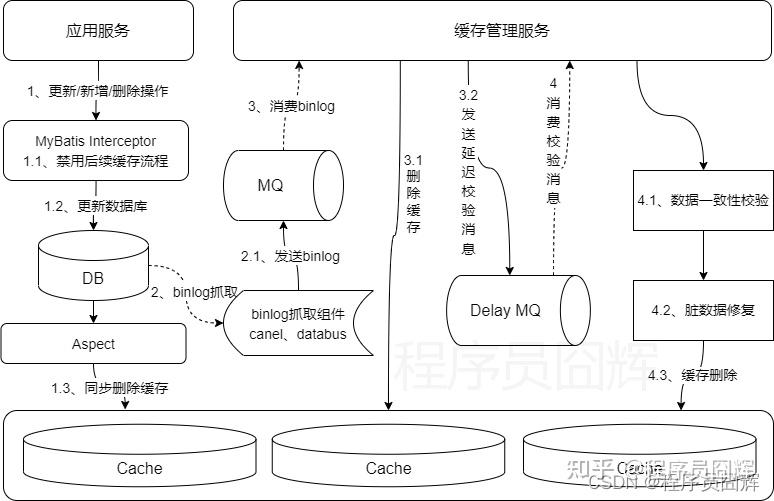 应用服务
缓存管理服务
1、更新/新增/删除操作
MyBatis Interceptor
1.1、禁用后续缓存流程
1.2、更新数据库
DB
Aspect
1.3、同步删除缓存
2、binlog抓取
binlog抓取组件
canel、databus
2.1、发送binlog
MQ
3、消费binlog
3.1
删除缓存
3.2
发送延迟校验消息
Delay MQ
4
消费校验消息
4.1、数据一致性校验
4.2、脏数据修复
4.3、缓存删除
程序员囧辉
Cache
Cache
Cache
知乎 @程序员囧辉
CSDN @程序员囧辉